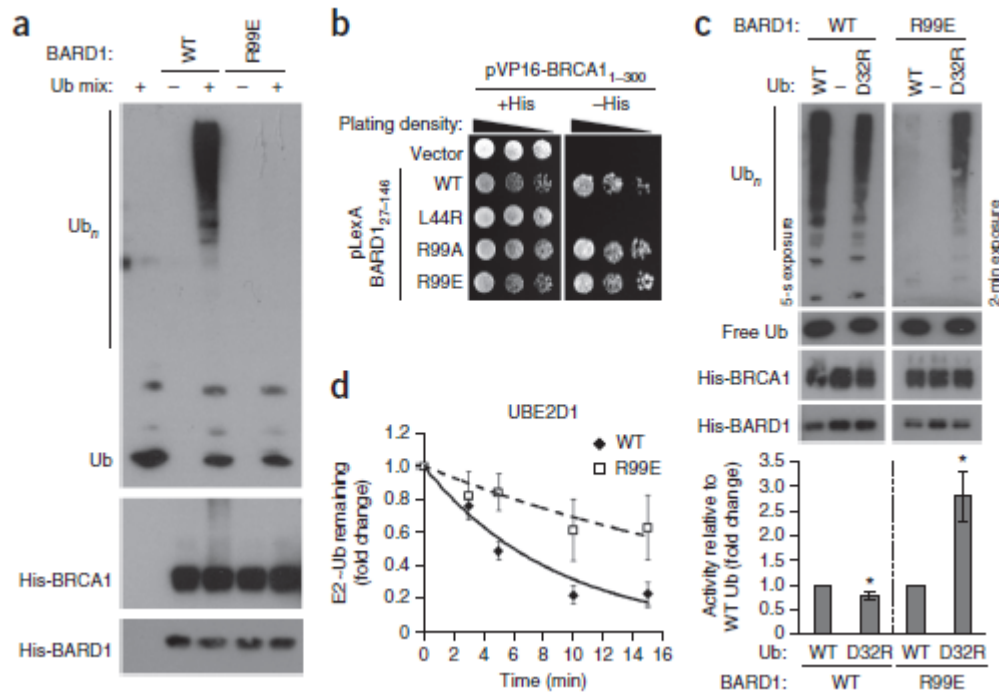 a
BARD1: WT R99E
Ub mix: + – + – +
Ub_n
Ub
His-BRCA1
His-BARD1
b
pVP16-BRCA1_1–300
+His –His
Plating density:
Vector
pLexA
BARD1_27–146
WT
L44R
R99A
R99E
c
BARD1: WT R99E
Ub: WT – D32R WT – D32R
Ub_n
5-s exposure
2-min exposure
Free Ub
His-BRCA1
His-BARD1
Activity relative to
WT Ub (fold change)
3.5
3.0
2.5
2.0
1.5
1.0
0.5
0
* *
Ub: WT D32R WT D32R
BARD1: WT R99E
d
UBE2D1
E2~Ub remaining
(fold change)
1.2
1.0
0.8
0.6
0.4
0.2
0
WT
R99E
0 2 4 6 8 10 12 14 16
Time (min)